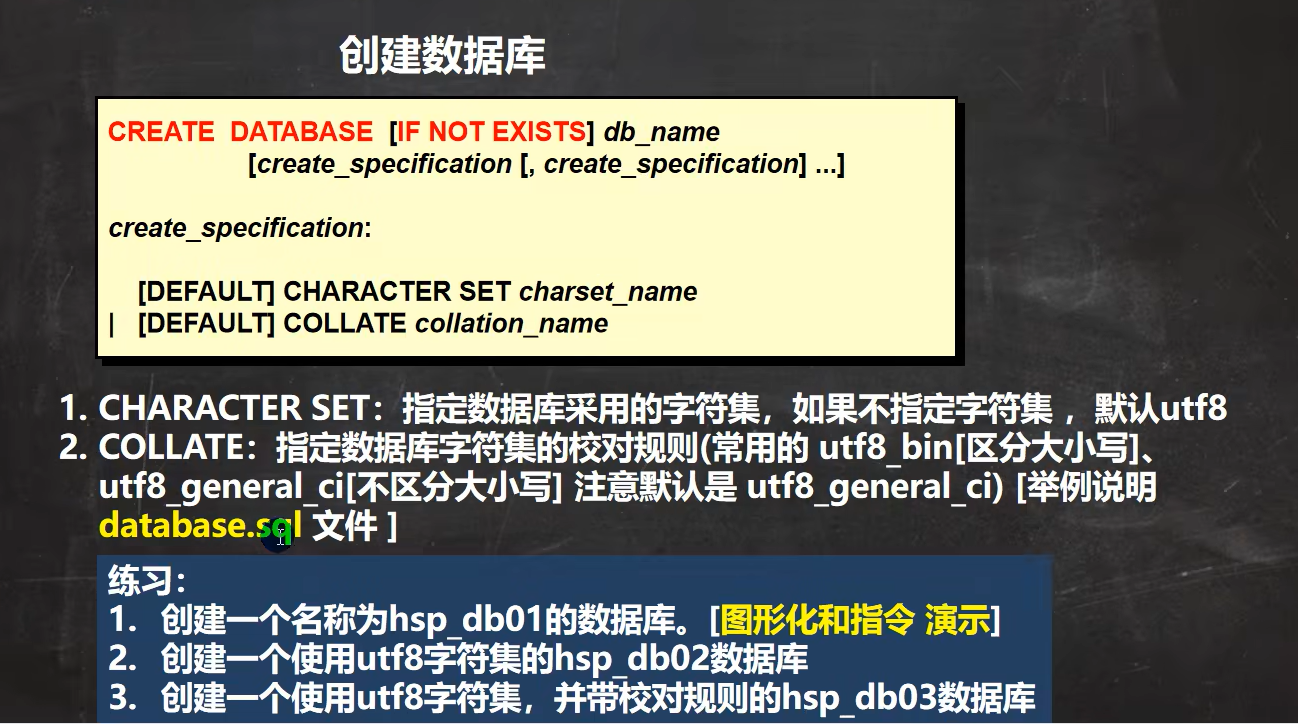 创建数据库
CREATE DATABASE [IF NOT EXISTS] db_name
[create_specification [, create_specification] ...]
create_specification:
[DEFAULT] CHARACTER SET charset_name
| [DEFAULT] COLLATE collation_name
1. CHARACTER SET：指定数据库采用的字符集，如果不指定字符集 ，默认utf8
2. COLLATE：指定数据库字符集的校对规则(常用的 utf8_bin[区分大小写]、
utf8_general_ci[不区分大小写] 注意默认是 utf8_general_ci) [举例说明
database.sql 文件 ]
练习：
1. 创建一个名称为hsp_db01的数据库。[图形化和指令 演示]
2. 创建一个使用utf8字符集的hsp_db02数据库
3. 创建一个使用utf8字符集，并带校对规则的hsp_db03数据库